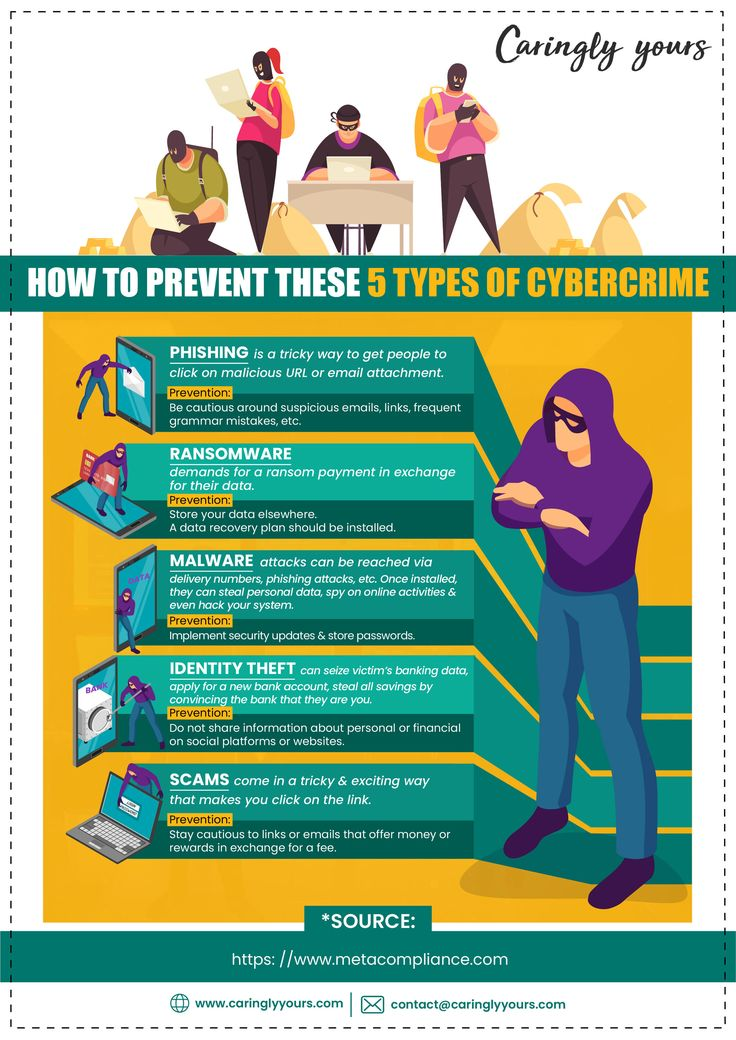 Caringly yours
HOW TO PREVENT THESE 5 TYPES OF CYBERCRIME
PHISHING is a tricky way to get people to
click on malicious URL or email attachment.
Prevention:
Be cautious around suspicious emails, links, frequent
grammar mistakes, etc.
RANSOMWARE
demands for a ransom payment in exchange
for their data.
Prevention:
Store your data elsewhere.
A data recovery plan should be installed.
MALWARE attacks can be reached via
delivery numbers, phishing attacks, etc. Once installed,
they can steal personal data, spy on online activities &
even hack your system.
Prevention:
Implement security updates & store passwords.
DATA
IDENTITY THEFT can seize victim's banking data,
apply for a new bank account, steal all savings by
convincing the bank that they are you.
Prevention:
Do not share information about personal or financial
on social platforms or websites.
BANK
SCAMS come in a tricky & exciting way
that makes you click on the link.
Prevention:
Stay cautious to links or emails that offer money or
rewards in exchange for a fee.
*SOURCE:
https: //www.metacompliance.com
www.caringlyyours.com
contact@caringlyyours.com